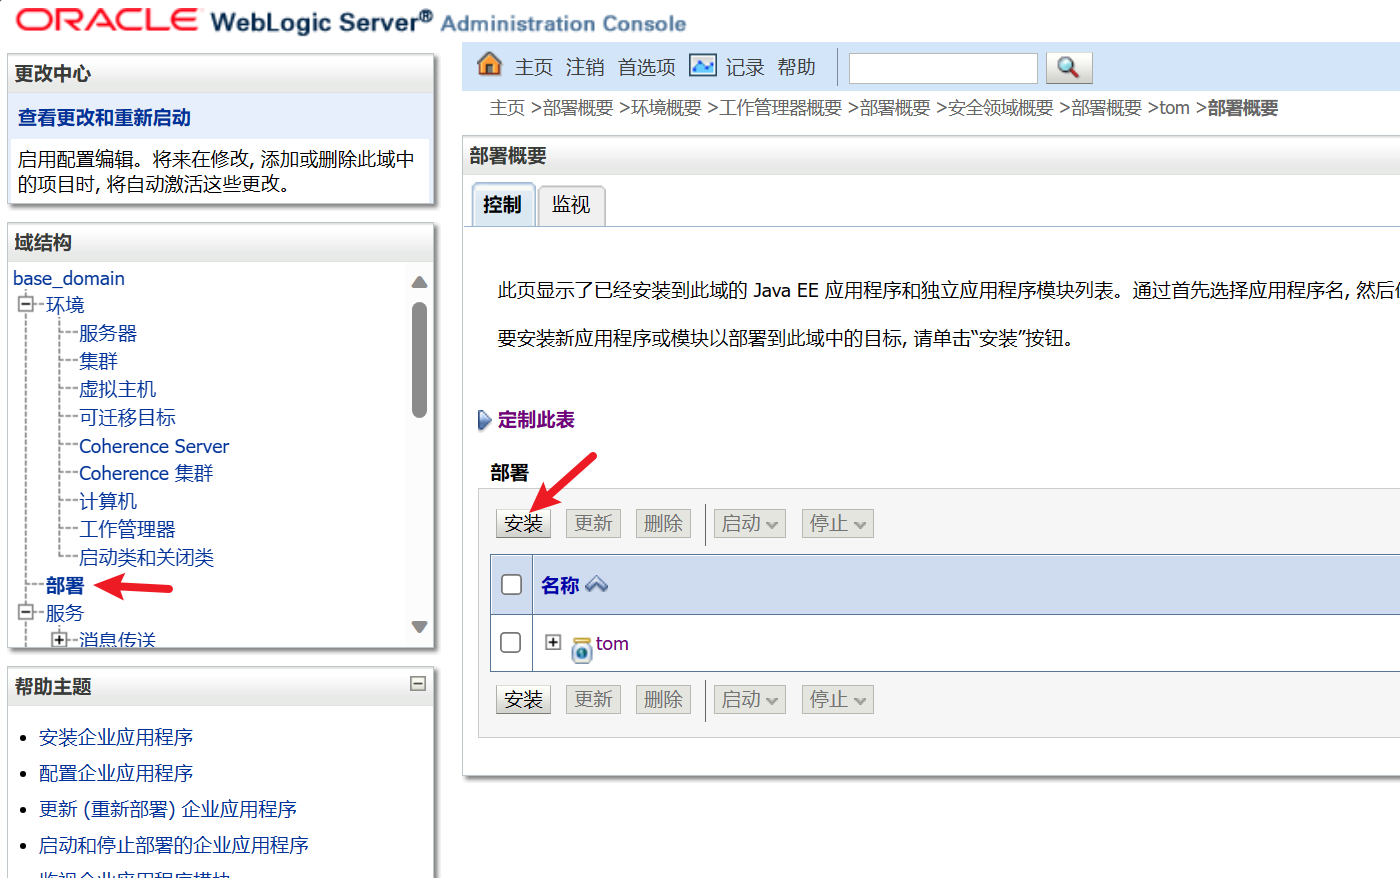 ORACLE WebLogic Server® Administration Console
更改中心
查看更改和重新启动
启用配置编辑。将来在修改, 添加或删除此域中
的项目时, 将自动激活这些更改。
域结构
base_domain
环境
服务器
集群
虚拟主机
可迁移目标
Coherence Server
Coherence 集群
计算机
工作管理器
启动类和关闭类
部署
服务
消息传送
帮助主题
安装企业应用程序
配置企业应用程序
更新 (重新部署) 企业应用程序
启动和停止部署的企业应用程序
监视企业应用程序模块
主页 注销 首选项 记录 帮助
主页 >部署概要 >环境概要 >工作管理器概要 >部署概要 >安全领域概要 >部署概要 >tom >部署概要
部署概要
控制 监视
此页显示了已经安装到此域的 Java EE 应用程序和独立应用程序模块列表。通过首先选择应用程序名, 然后
要安装新应用程序或模块以部署到此域中的目标, 请单击“安装”按钮。
定制此表
部署
安装 更新 删除 启动 停止
名称
tom
安装 更新 删除 启动 停止